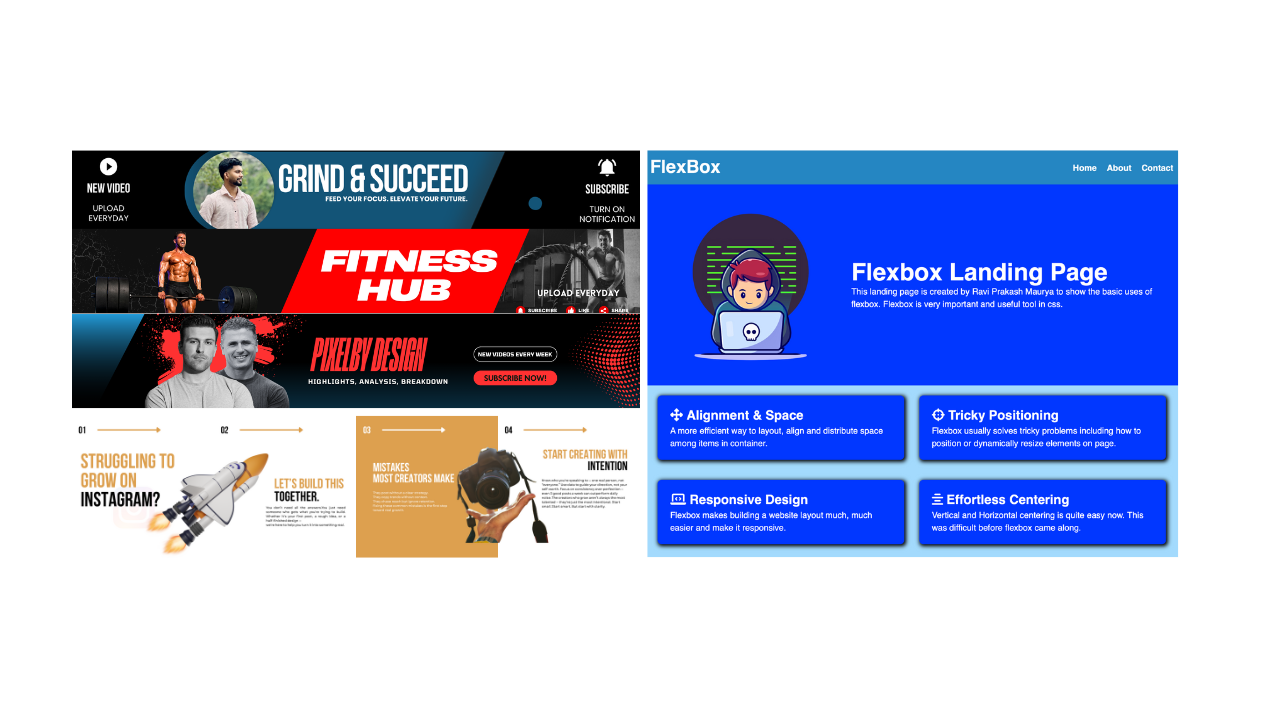 NEW VIDEO
UPLOAD
EVERYDAY
GRIND & SUCCEED
FEED YOUR FOCUS. ELEVATE YOUR FUTURE.
SUBSCRIBE
TURN ON
NOTIFICATION
FITNESS
HUB
UPLOAD EVERYDAY
SUBSCRIBE LIKE SHARE
PIXELBY DESIGN
HIGHLIGHTS, ANALYSIS, BREAKDOWN
NEW VIDEOS EVERY WEEK
SUBSCRIBE NOW!
01
STRUGGLING TO
GROW ON
INSTAGRAM?
02
LET'S BUILD THIS
TOGETHER.
03
MISTAKES
MOST CREATORS MAKE
04
START CREATING WITH
INTENTION
FlexBox
Home About Contact
Flexbox Landing Page
This landing page is created by Ravi Prakash Maurya to show the basic uses of
flexbox. Flexbox is very important and useful tool in css.
Alignment & Space
A more efficient way to layout, align and distribute space
among items in container.
Tricky Positioning
Flexbox usually solves tricky problems including how to
position or dynamically resize elements on page.
Responsive Design
Flexbox makes building a website layout much, much
easier and make it responsive.
Effortless Centering
Vertical and Horizontal centering is quite easy now. This
was difficult before flexbox came along.